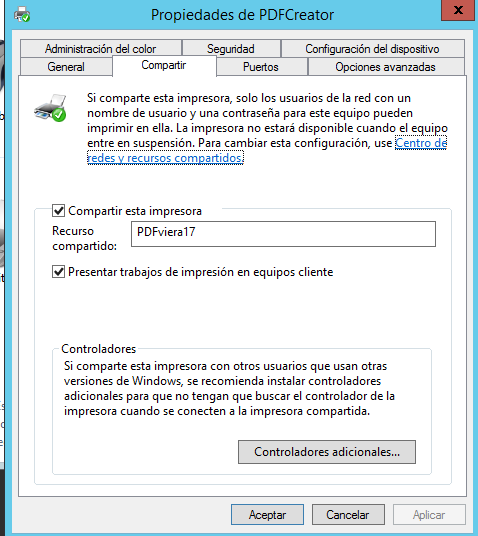 Propiedades de PDFCreator
x
Administración del color
Seguridad
Configuración del dispositivo
General
Compartir
Puertos
Opciones avanzadas
Si comparte esta impresora, solo los usuarios de la red con un
nombre de usuario y una contraseña para este equipo pueden
imprimir en ella. La impresora no estará disponible cuando el equipo
entre en suspensión. Para cambiar esta configuración, use Centro de
redes y recursos compartidos.
Compartir esta impresora
Recurso
compartido:
PDFviera17
Presentar trabajos de impresión en equipos cliente
Controladores
Si comparte esta impresora con otros usuarios que usan otras
versiones de Windows, se recomienda instalar controladores
adicionales para que no tengan que buscar el controlador de la
impresora cuando se conecten a la impresora compartida.
Controladores adicionales...
Aceptar
Cancelar
Aplicar